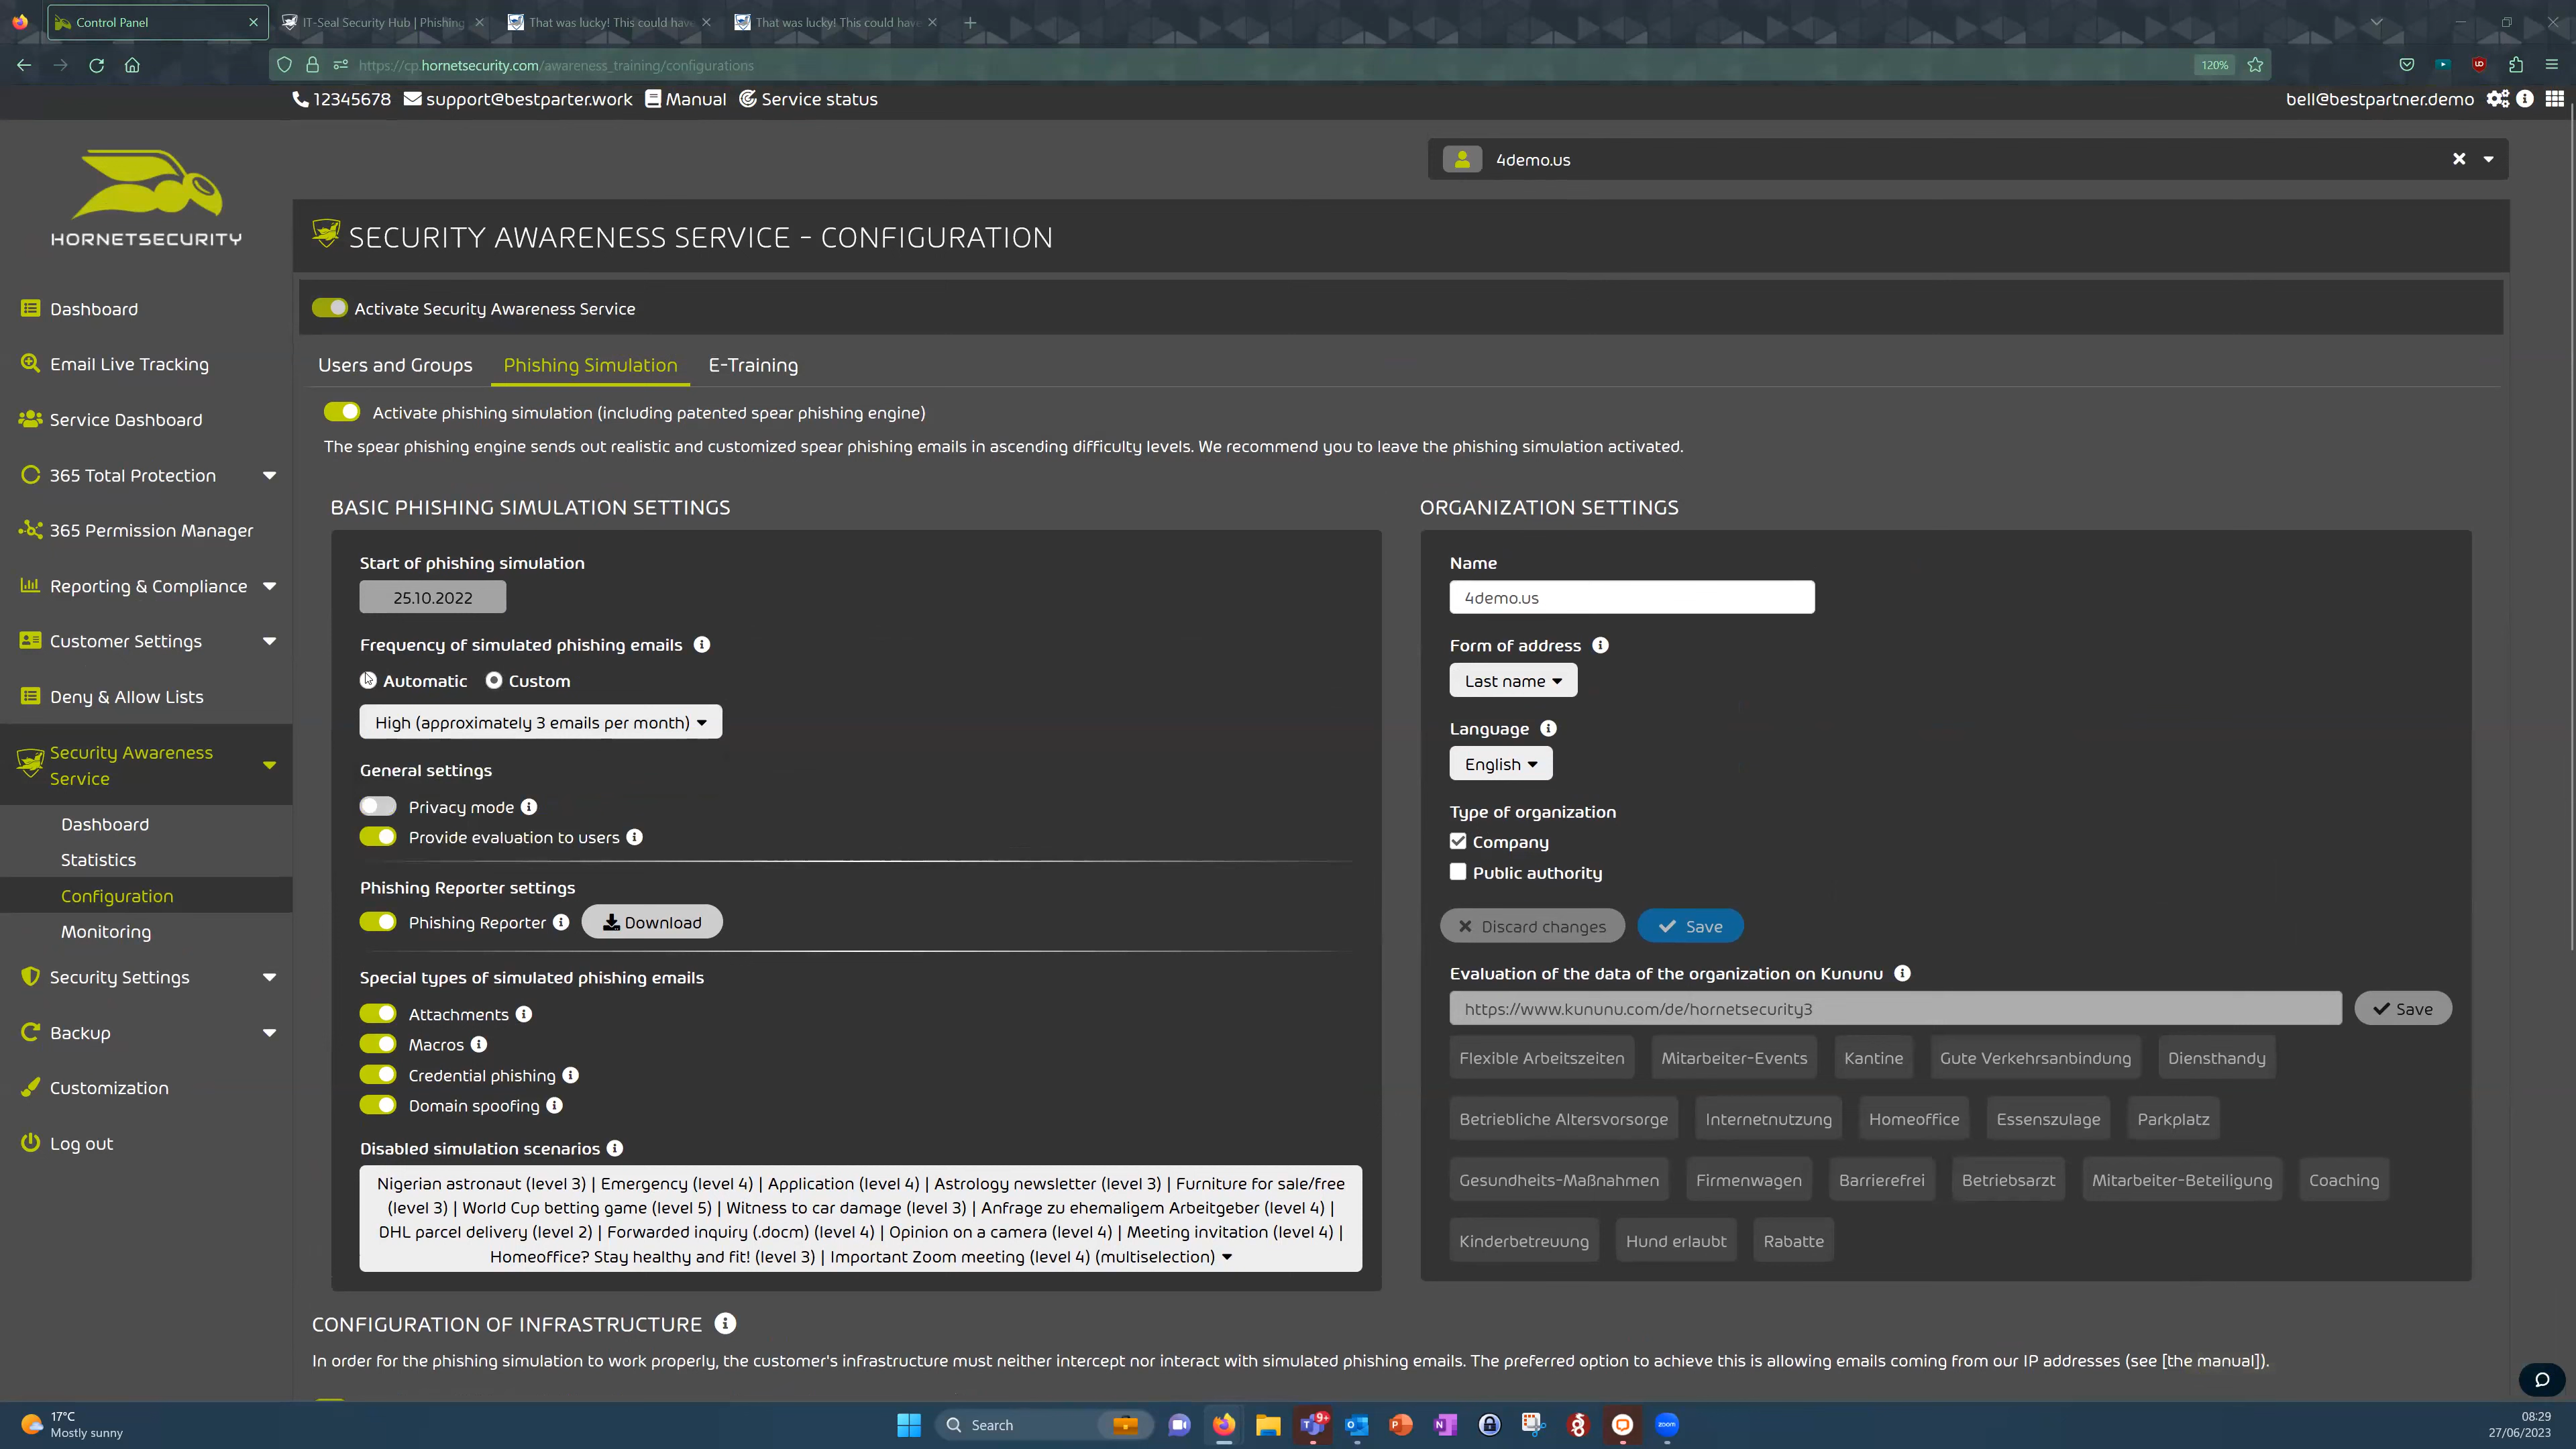 Control Panel
IT-Seal Security Hub | Phishing
That was lucky! This could have
That was lucky! This could have
https://cp.hornetsecurity.com/awareness_training/configurations
120%
12345678 support@bestparter.work Manual Service status
bell@bestpartner.demo
4demo.us
HORNETSECURITY
SECURITY AWARENESS SERVICE - CONFIGURATION
Activate Security Awareness Service
Dashboard
Email Live Tracking
Service Dashboard
365 Total Protection
365 Permission Manager
Reporting & Compliance
Customer Settings
Deny & Allow Lists
Security Awareness
Service
Dashboard
Statistics
Configuration
Monitoring
Security Settings
Backup
Customization
Log out
Users and Groups Phishing Simulation E-Training
Activate phishing simulation (including patented spear phishing engine)
The spear phishing engine sends out realistic and customized spear phishing emails in ascending difficulty levels. We recommend you to leave the phishing simulation activated.
BASIC PHISHING SIMULATION SETTINGS
Start of phishing simulation
25.10.2022
Frequency of simulated phishing emails
Automatic Custom
High (approximately 3 emails per month)
General settings
Privacy mode
Provide evaluation to users
Phishing Reporter settings
Phishing Reporter Download
Special types of simulated phishing emails
Attachments
Macros
Credential phishing
Domain spoofing
Disabled simulation scenarios
Nigerian astronaut (level 3) | Emergency (level 4) | Application (level 4) | Astrology newsletter (level 3) | Furniture for sale/free
(level 3) | World Cup betting game (level 5) | Witness to car damage (level 3) | Anfrage zu ehemaligem Arbeitgeber (level 4) |
DHL parcel delivery (level 2) | Forwarded inquiry (.docm) (level 4) | Opinion on a camera (level 4) | Meeting invitation (level 4) |
Homeoffice? Stay healthy and fit! (level 3) | Important Zoom meeting (level 4) (multiselection)
ORGANIZATION SETTINGS
Name
4demo.us
Form of address
Last name
Language
English
Type of organization
Company
Public authority
Discard changes Save
Evaluation of the data of the organization on Kununu
https://www.kununu.com/de/hornetsecurity3 Save
Flexible Arbeitszeiten Mitarbeiter-Events Kantine Gute Verkehrsanbindung Diensthandy
Betriebliche Altersvorsorge Internetnutzung Homeoffice Essenszulage Parkplatz
Gesundheits-Maßnahmen Firmenwagen Barrierefrei Betriebsarzt Mitarbeiter-Beteiligung Coaching
Kinderbetreuung Hund erlaubt Rabatte
CONFIGURATION OF INFRASTRUCTURE
In order for the phishing simulation to work properly, the customer's infrastructure must neither intercept nor interact with simulated phishing emails. The preferred option to achieve this is allowing emails coming from our IP addresses (see [the manual]).
17°C
Mostly sunny
Search
9+
zoom
08:29
27/06/2023